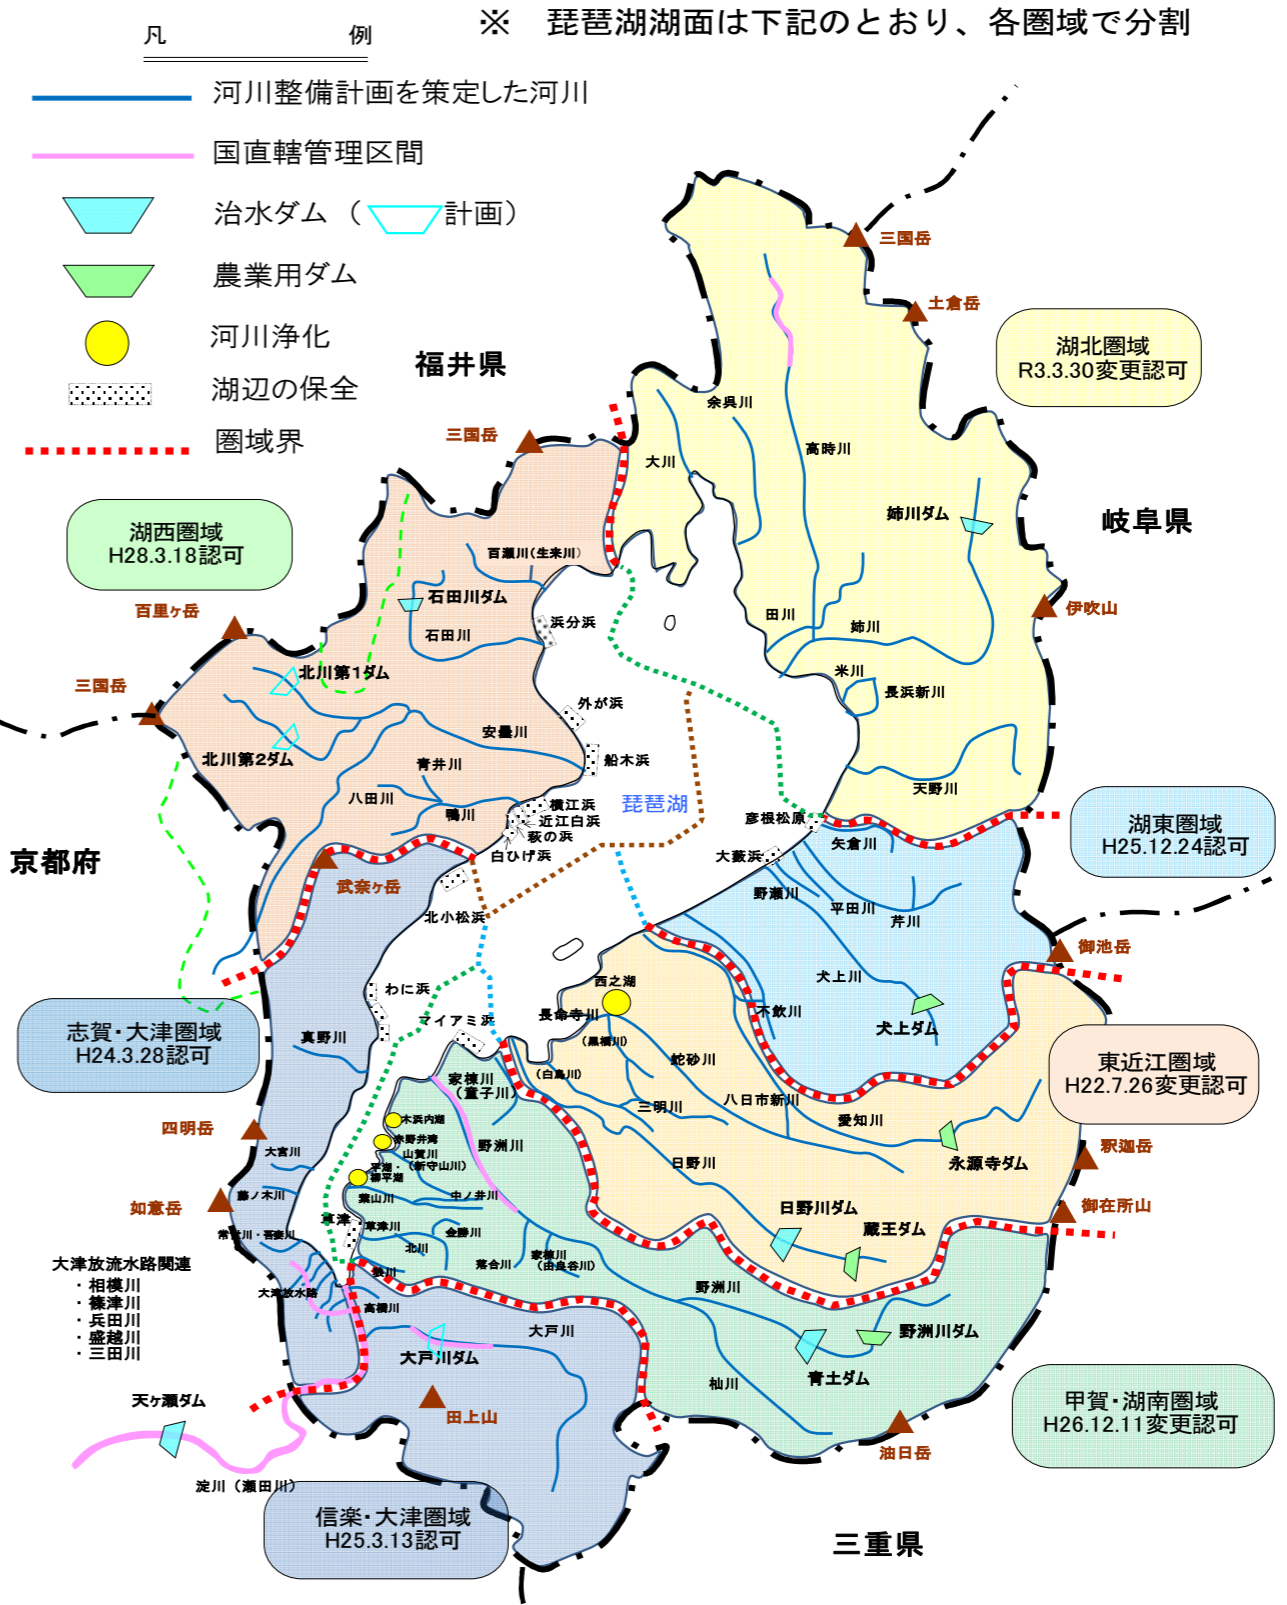 ※　琵琶湖湖面は下記のとおり、各圏域で分割
凡　例
河川整備計画を策定した河川
国直轄管理区間
治水ダム（　計画）
農業用ダム
河川浄化
湖辺の保全
圏域界
福井県
岐阜県
京都府
三重県
湖北圏域
R3.3.30変更認可
湖西圏域
H28.3.18認可
湖東圏域
H25.12.24認可
志賀・大津圏域
H24.3.28認可
東近江圏域
H22.7.26変更認可
甲賀・湖南圏域
H26.12.11変更認可
信楽・大津圏域
H25.3.13認可
三国岳
土倉岳
三国岳
余呉川
大川
高時川
姉川ダム
百瀬川（生来川）
石田川ダム
石田川
浜分浜
百里ヶ岳
三国岳
北川第1ダム
北川第2ダム
田川
姉川
伊吹山
米川
長浜新川
外が浜
安曇川
船木浜
青井川
八田川
鴨川
横江浜
近江白浜
萩の浜
白ひげ浜
琵琶湖
天野川
彦根松原
矢倉川
大藪浜
野瀬川
平田川
芹川
武奈ヶ岳
北小松浜
御池岳
犬上川
西之湖
わに浜
長命寺川
（黒橋川）
不飲川
犬上ダム
マイアミ浜
真野川
蛇砂川
（白鳥川）
家棟川
（童子川）
三明川
八日市新川
愛知川
木浜内湖
赤野井湾
四明岳
野洲川
山賀川
（新守山川）
日野川
永源寺ダム
釈迦岳
大宮川
平湖・
柳平湖
藤ノ木川
葉山川
中ノ井川
如意岳
日野川ダム
御在所山
蔵王ダム
草津
草津川
金勝川
北川
落合川
家棟川
（由良谷川）
狼川
大津放流水路関連
・相模川
・篠津川
・兵田川
・盛越川
・三田川
大津放水路
高橋川
野洲川
大戸川
野洲川ダム
大戸川ダム
青土ダム
杣川
天ヶ瀬ダム
田上山
油日岳
淀川（瀬田川）